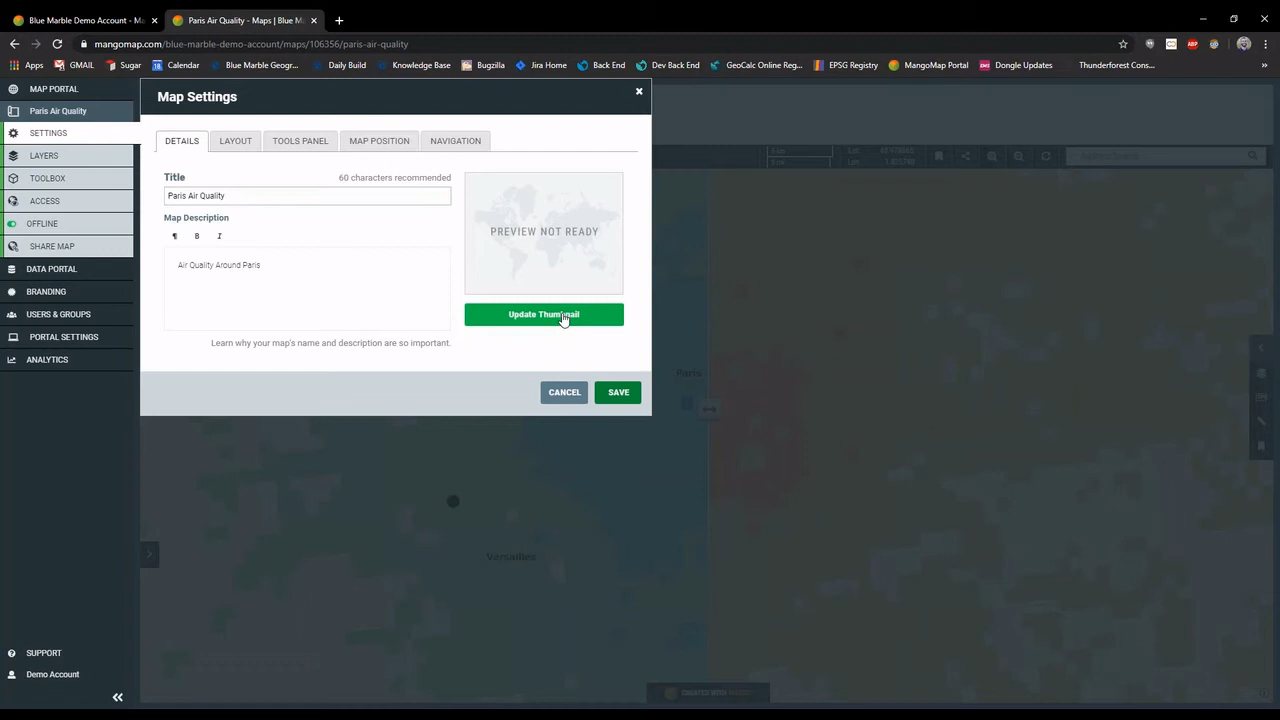 Blue Marble Demo Account - Ma
Paris Air Quality - Maps | Blue M
mangomap.com/blue-marble-demo-account/maps/106356/paris-air-quality
Apps
GMAIL
Sugar
Calendar
Blue Marble Geogr...
Daily Build
Knowledge Base
Bugzilla
Jira Home
Back End
Dev Back End
GeoCalc Online Reg...
EPSG Registry
MangoMap Portal
Dongle Updates
Thunderforest Cons...
MAP PORTAL
Paris Air Quality
SETTINGS
LAYERS
TOOLBOX
ACCESS
OFFLINE
SHARE MAP
DATA PORTAL
BRANDING
USERS & GROUPS
PORTAL SETTINGS
ANALYTICS
SUPPORT
Demo Account
Map Settings
DETAILS
LAYOUT
TOOLS PANEL
MAP POSITION
NAVIGATION
Title
60 characters recommended
Paris Air Quality
Map Description
B
I
Air Quality Around Paris
Learn why your map's name and description are so important.
PREVIEW NOT READY
Update Thumbnail
CANCEL
SAVE
Paris
Versailles